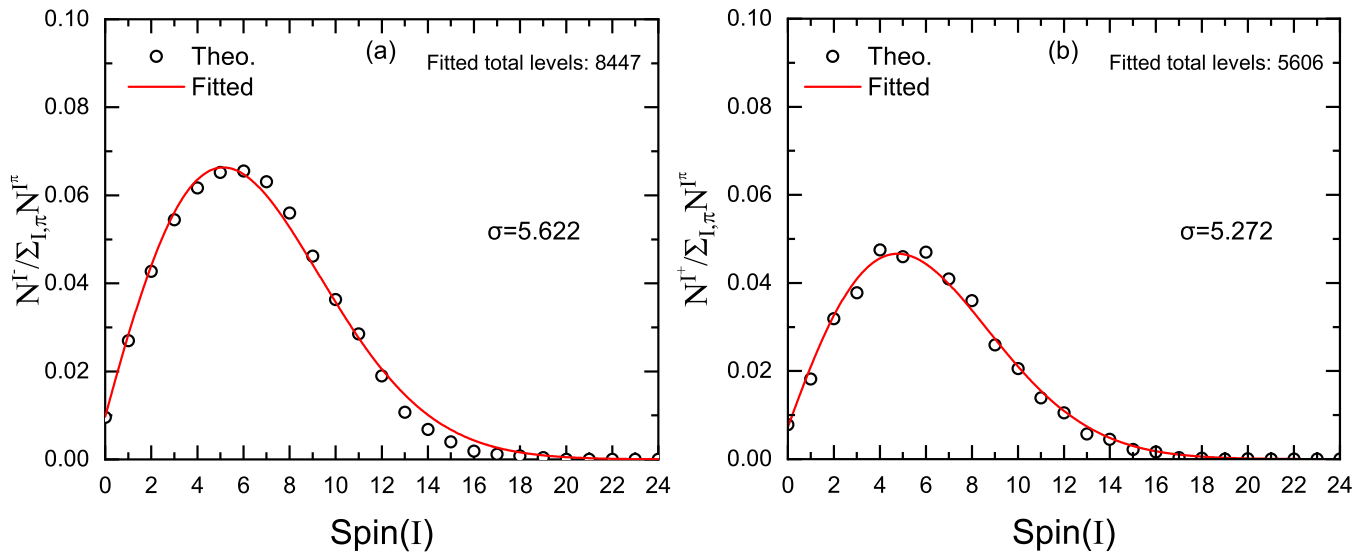 0.10
0.08
0.06
0.04
0.02
0.00
N^{I^-}/Σ_{I,π}N^{I^π}
Theo.
Fitted
(a)
Fitted total levels: 8447
σ=5.622
0 2 4 6 8 10 12 14 16 18 20 22 24
Spin(I)
0.10
0.08
0.06
0.04
0.02
0.00
N^{I^+}/Σ_{I,π}N^{I^π}
Theo.
Fitted
(b)
Fitted total levels: 5606
σ=5.272
0 2 4 6 8 10 12 14 16 18 20 22 24
Spin(I)